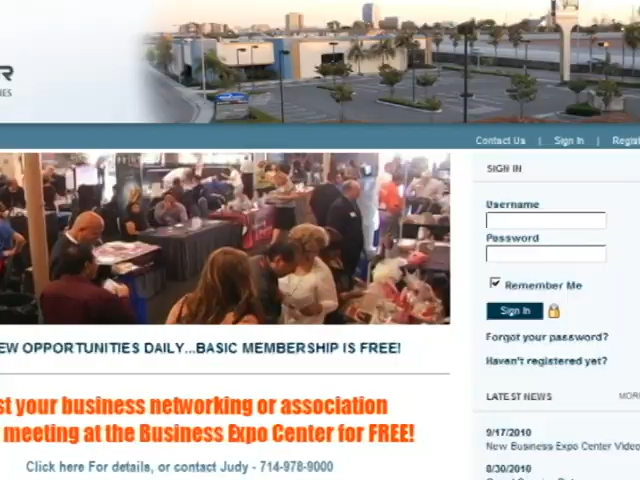 R
IES
Contact Us | Sign In | Regist
SIGN IN
Username
Password
Remember Me
Sign In
Forgot your password?
Haven't registered yet?
EW OPPORTUNITIES DAILY...BASIC MEMBERSHIP IS FREE!
st your business networking or association
meeting at the Business Expo Center for FREE!
Click here For details, or contact Judy - 714-978-9000
LATEST NEWS MOR
9/17/2010
New Business Expo Center Video
8/30/2010